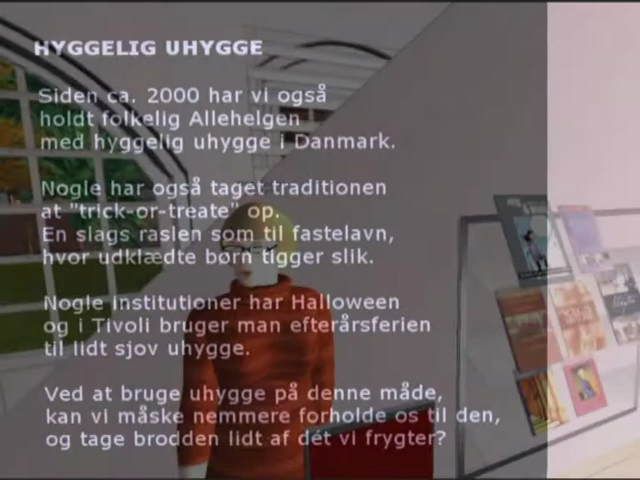 HYGGELIG UHYGGE
Siden ca. 2000 har vi også
holdt folkelig Allehelgen
med hyggelig uhygge i Danmark.
Nogle har også taget traditionen
at "trick-or-treate" op.
En slags raslen som til fastelavn,
hvor udklædte børn tigger slik.
Nogle institutioner har Halloween
og i Tivoli bruger man efterårsferien
til lidt sjov uhygge.
Ved at bruge uhygge på denne måde,
kan vi måske nemmere forholde os til den,
og tage brodden lidt af dét vi frygter?